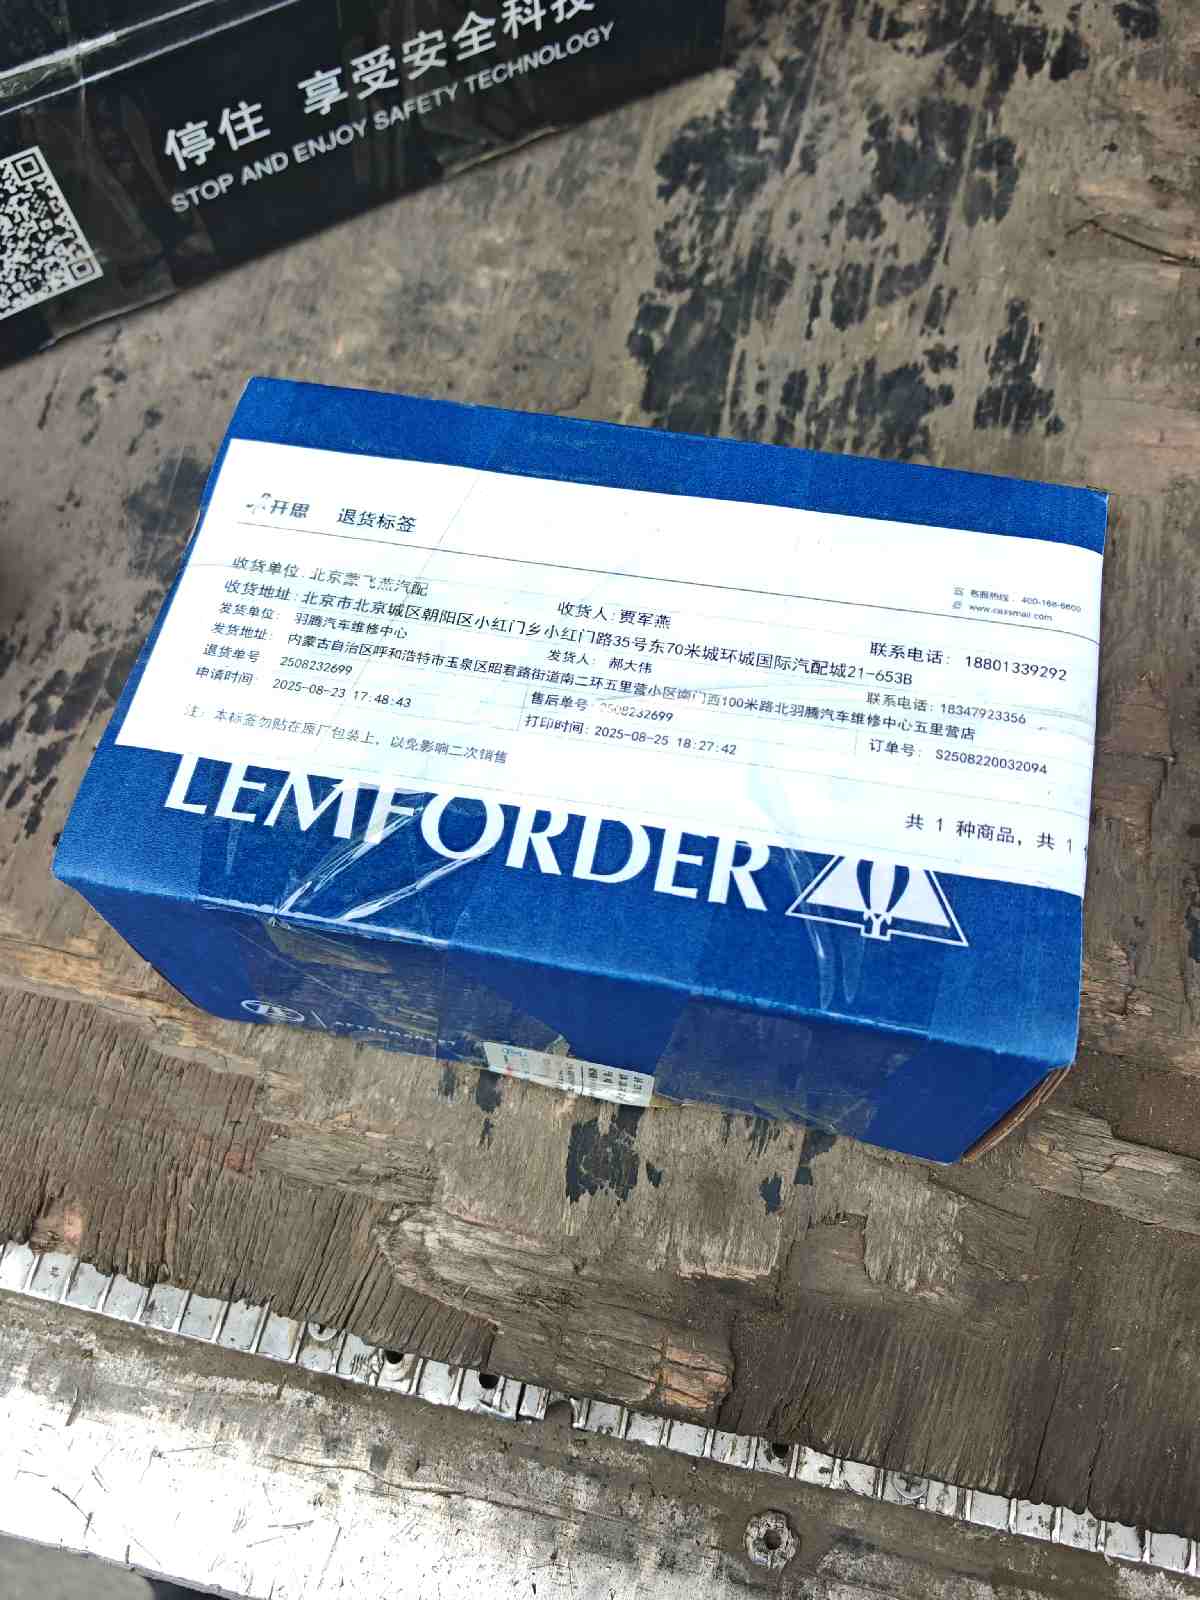 停住 享受安全科技
STOP AND ENJOY SAFETY TECHNOLOGY
开思 退货标签
客服热线: 400-166-6600
www.cassmall.com
收货单位: 北京蒙飞燕汽配 收货人: 贾军燕 联系电话: 18801339292
收货地址: 北京市北京城区朝阳区小红门乡小红门路35号东70米城环城国际汽配城21-653B
发货单位: 羽腾汽车维修中心 发货人: 郝大伟 联系电话: 18347923356
发货地址: 内蒙古自治区呼和浩特市玉泉区昭君路街道南二环五里营小区南门西100米路北羽腾汽车维修中心五里营店
退货单号 2508232699 售后单号 2508232699 订单号: S2508220032094
申请时间: 2025-08-23 17:48:43 打印时间: 2025-08-25 18:27:42
注: 本标签勿贴在原厂包装上, 以免影响二次销售
共 1 种商品, 共 1
LEMFORDER